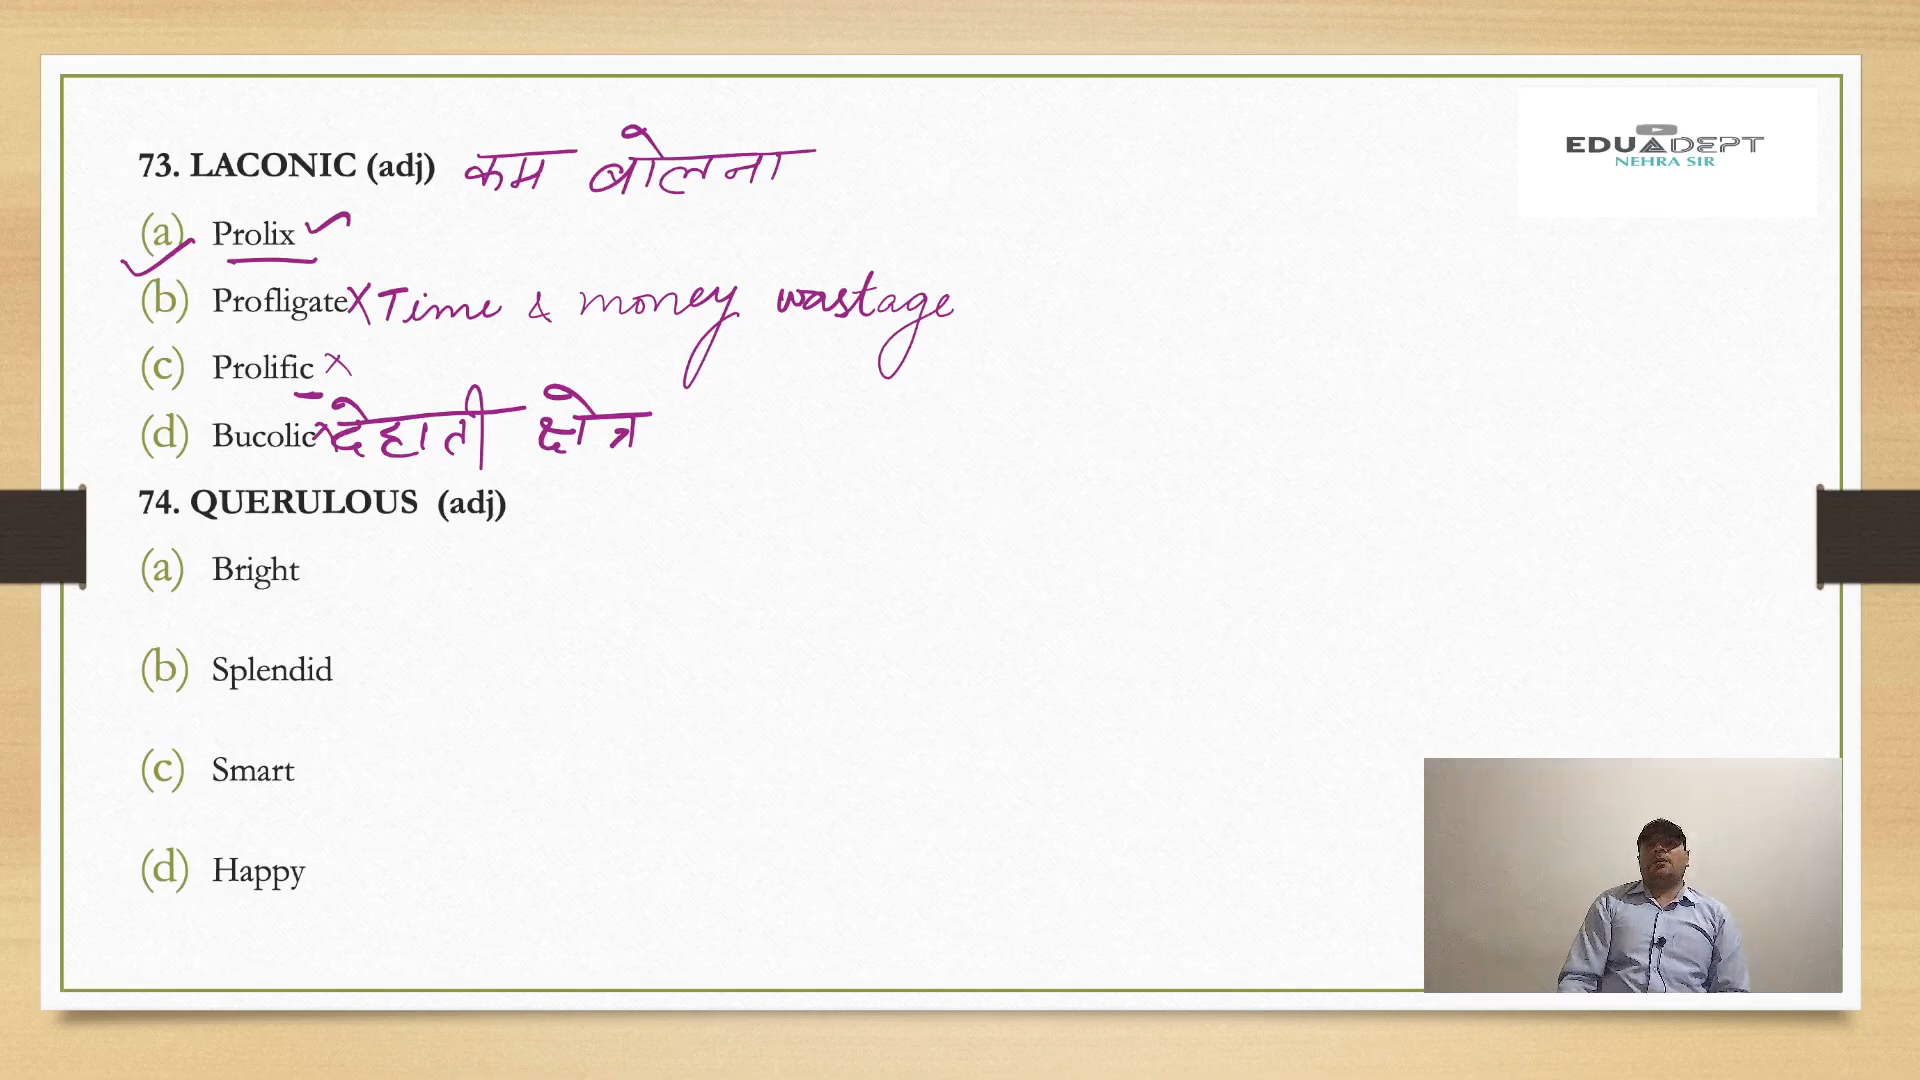 73. LACONIC (adj) कम बोलना
EDUADEPT
NEHRA SIR
(a) Prolix
(b) Profligate X Time & money wastage
(c) Prolific X
(d) Bucolic X देहाती क्षेत्र
74. QUERULOUS (adj)
(a) Bright
(b) Splendid
(c) Smart
(d) Happy